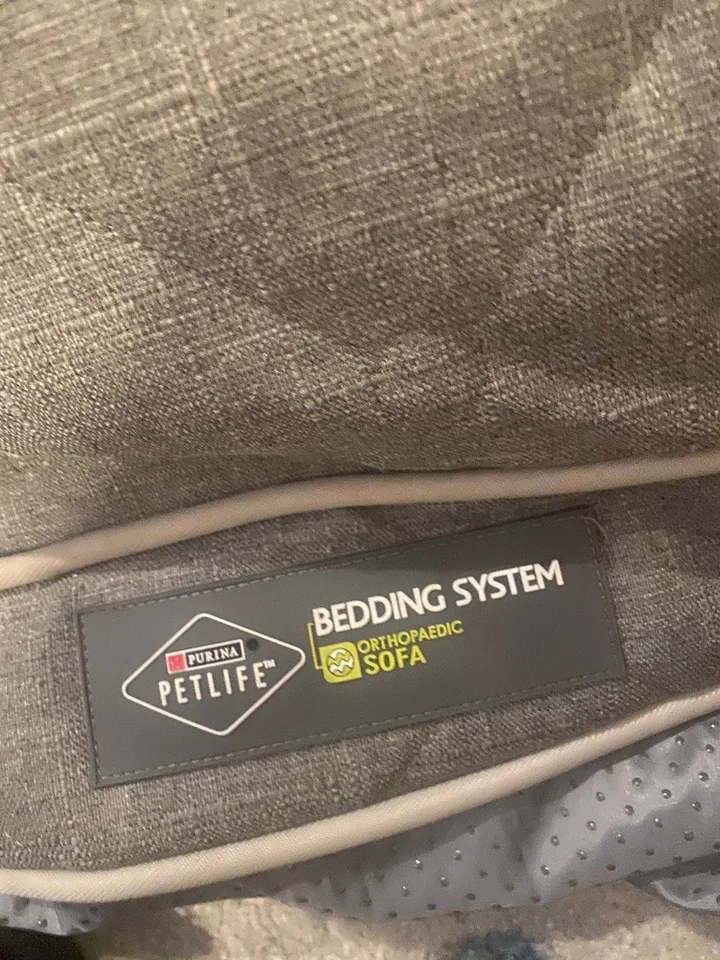 PURINA
PETLIFE™
BEDDING SYSTEM
ORTHOPAEDIC
SOFA